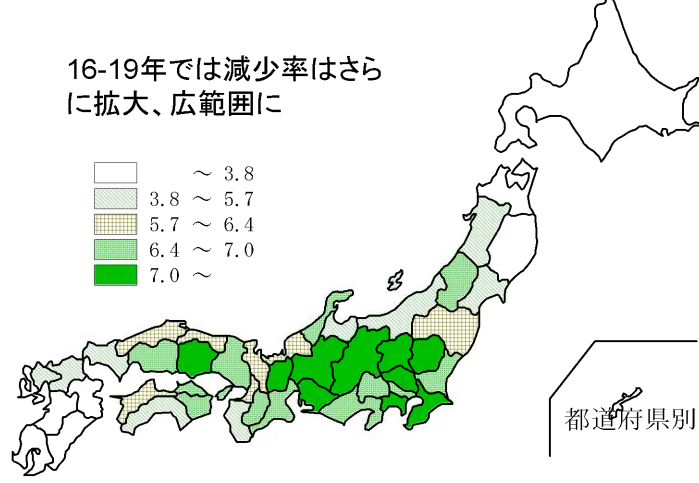 16-19年では減少率はさら
に拡大、広範囲に
～ 3.8
3.8 ～ 5.7
5.7 ～ 6.4
6.4 ～ 7.0
7.0 ～
都道府県別